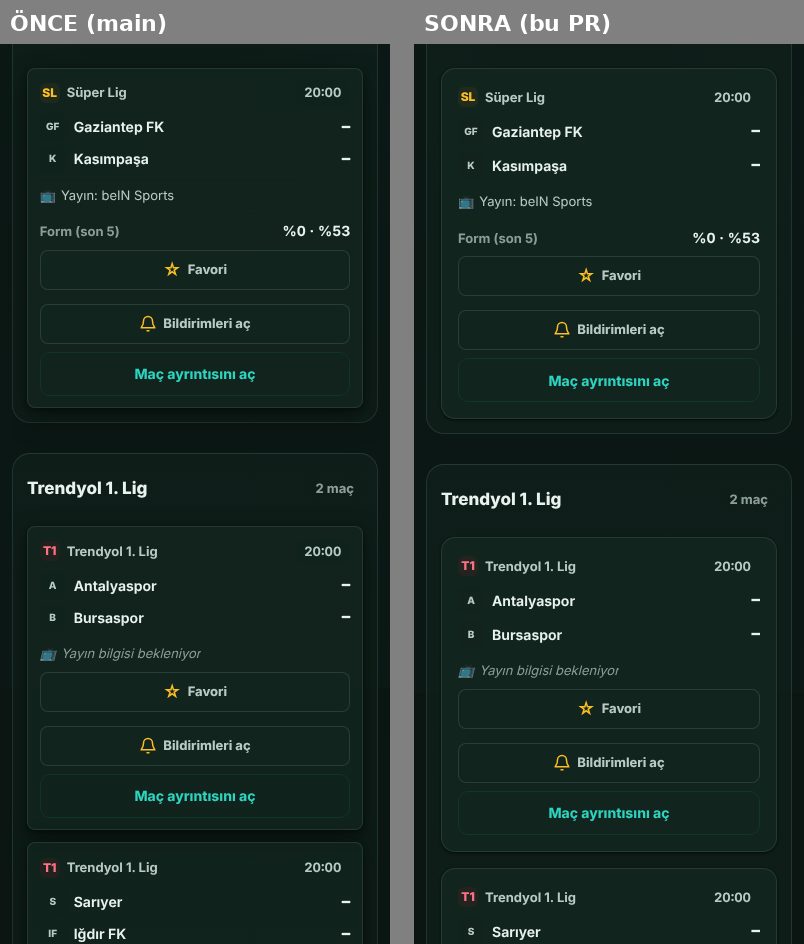 ÖNCE (main)
SL Süper Lig 20:00
GF Gaziantep FK –
K Kasımpaşa –
Yayın: beIN Sports
Form (son 5) %0 · %53
Favori
Bildirimleri aç
Maç ayrıntısını aç
Trendyol 1. Lig 2 maç
T1 Trendyol 1. Lig 20:00
A Antalyaspor –
B Bursaspor –
Yayın bilgisi bekleniyor
Favori
Bildirimleri aç
Maç ayrıntısını aç
T1 Trendyol 1. Lig 20:00
S Sarıyer –
IF Iğdır FK –
SONRA (bu PR)
SL Süper Lig 20:00
GF Gaziantep FK –
K Kasımpaşa –
Yayın: beIN Sports
Form (son 5) %0 · %53
Favori
Bildirimleri aç
Maç ayrıntısını aç
Trendyol 1. Lig 2 maç
T1 Trendyol 1. Lig 20:00
A Antalyaspor –
B Bursaspor –
Yayın bilgisi bekleniyor
Favori
Bildirimleri aç
Maç ayrıntısını aç
T1 Trendyol 1. Lig 20:00
S Sarıyer –